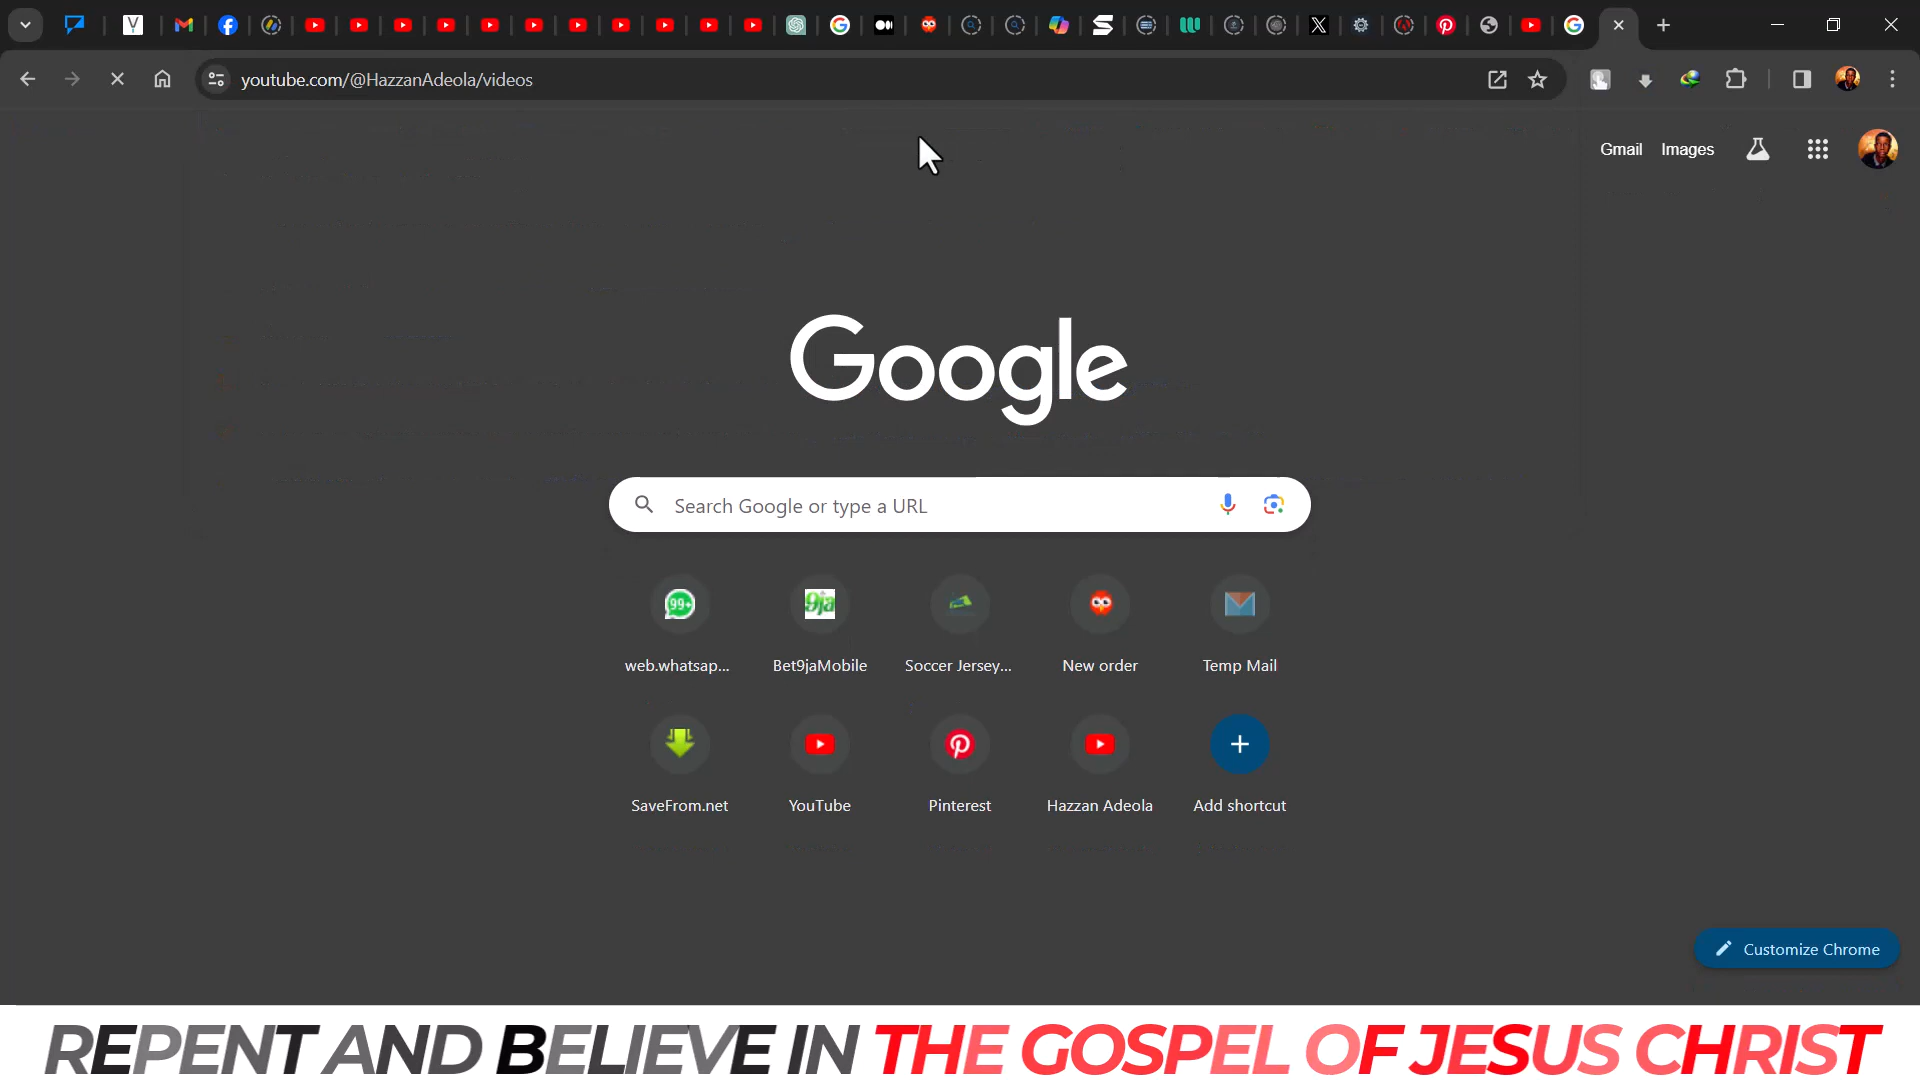 youtube.com/@HazzanAdeola/videos
Gmail Images
Google
Search Google or type a URL
99+
9ja
web.whatsap...
Bet9jaMobile
Soccer Jersey...
New order
Temp Mail
SaveFrom.net
YouTube
Pinterest
Hazzan Adeola
Add shortcut
Customize Chrome
REPENT AND BELIEVE IN THE GOSPEL OF JESUS CHRIST